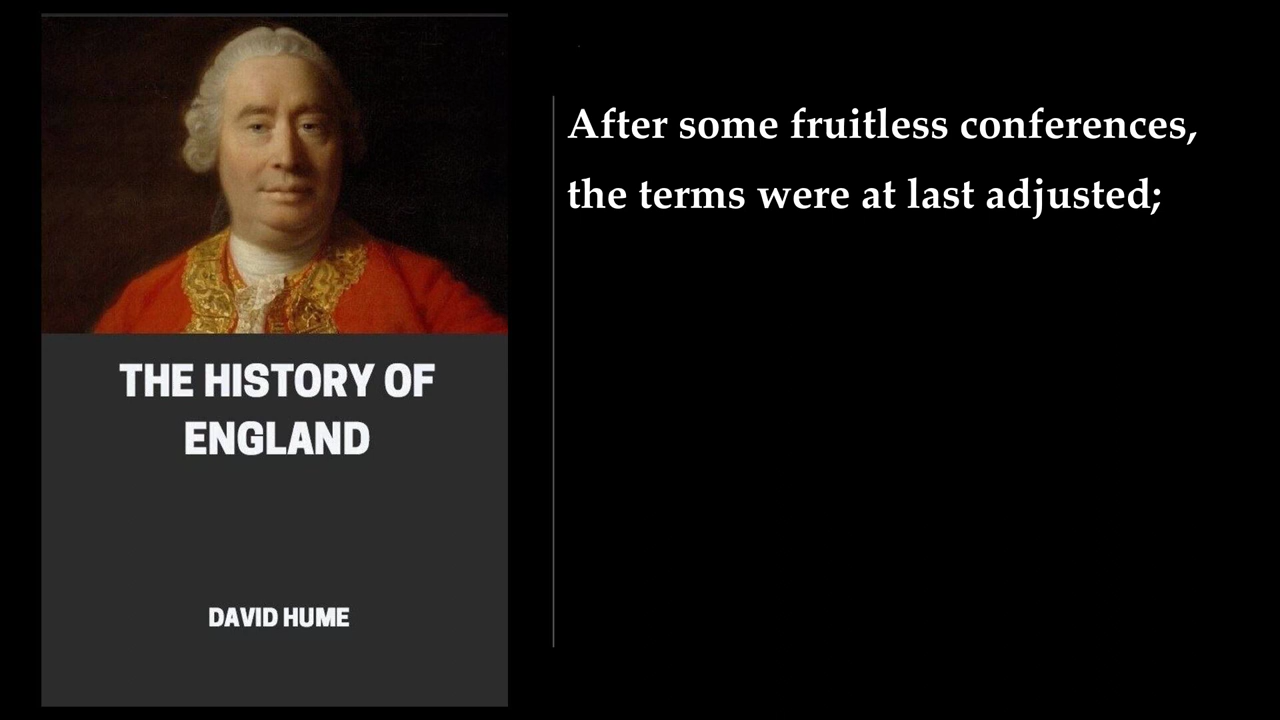 THE HISTORY OF
ENGLAND
DAVID HUME
After some fruitless conferences,
the terms were at last adjusted;